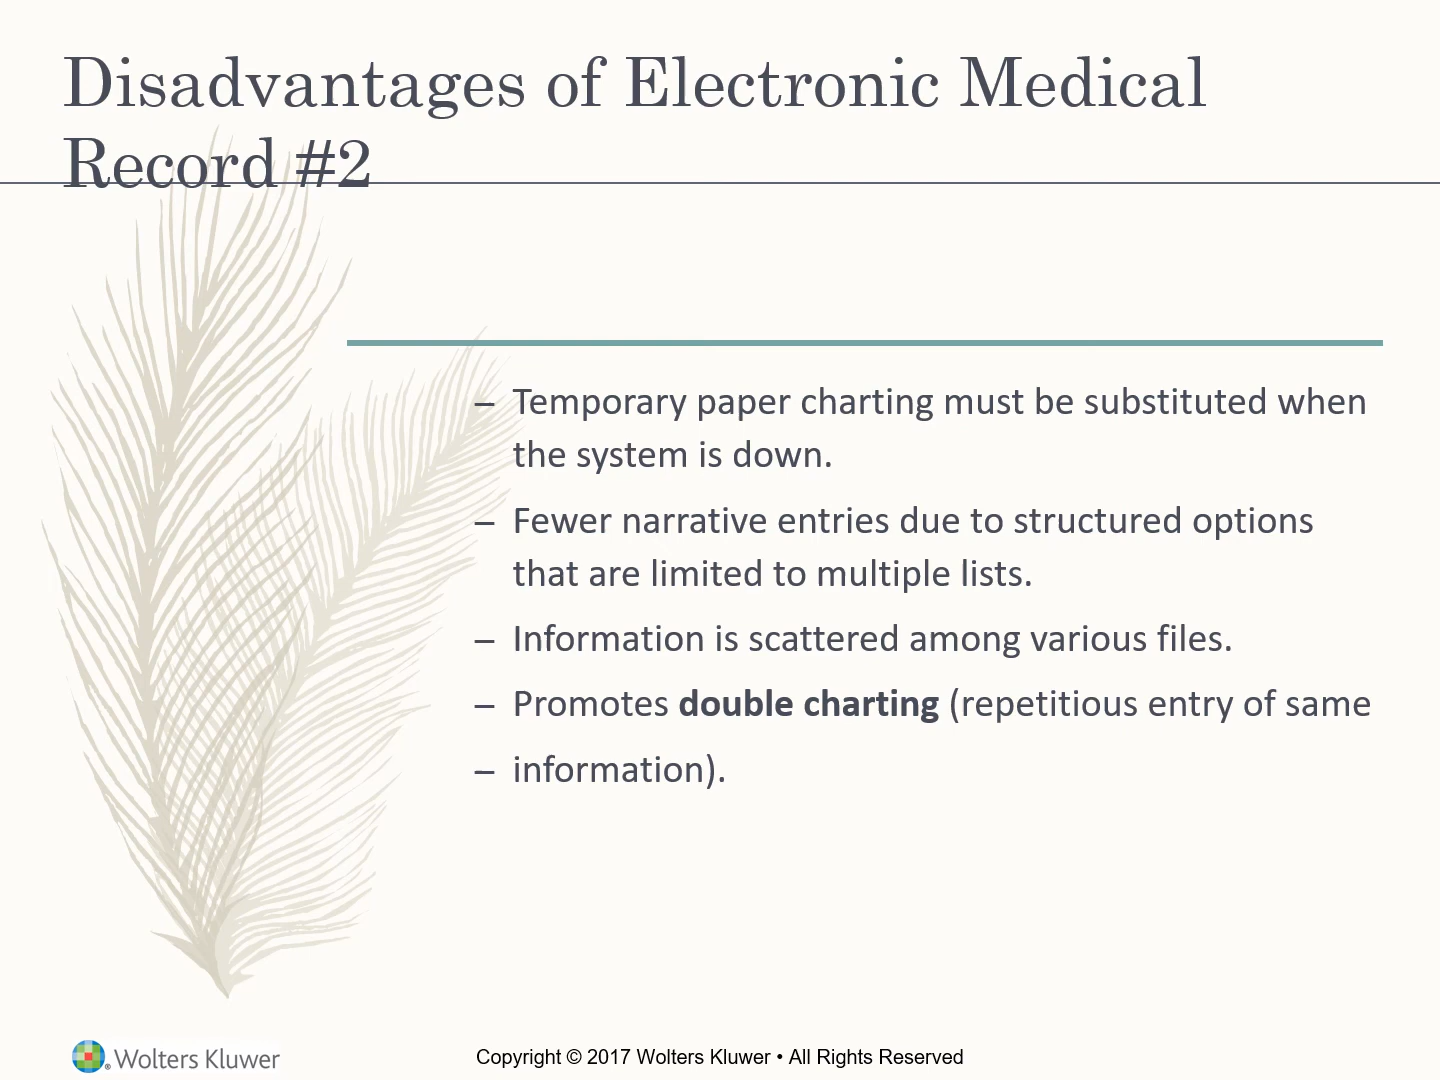 Disadvantages of Electronic Medical
Record #2
– Temporary paper charting must be substituted when
the system is down.
– Fewer narrative entries due to structured options
that are limited to multiple lists.
– Information is scattered among various files.
– Promotes double charting (repetitious entry of same
– information).
Wolters Kluwer
Copyright © 2017 Wolters Kluwer • All Rights Reserved